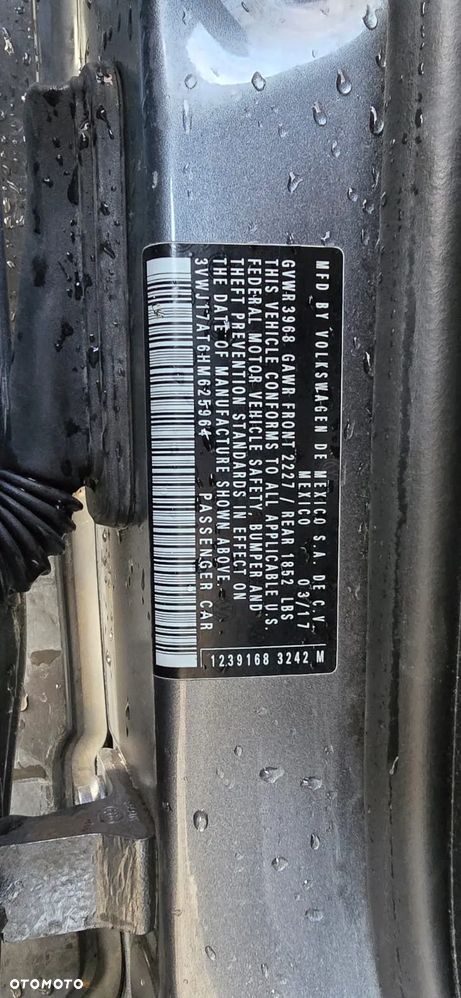 MFD BY VOLKSWAGEN DE MEXICO S.A. DE C.V.
MEXICO 03/17
GVWR 3968 GAWR FRONT 2227 / REAR 1852 LBS
THIS VEHICLE CONFORMS TO ALL APPLICABLE U.S.
FEDERAL MOTOR VEHICLE SAFETY, BUMPER AND
THEFT PREVENTION STANDARDS IN EFFECT ON
THE DATE OF MANUFACTURE SHOWN ABOVE.
3VWJ17AT6HM625964 PASSENGER CAR
1239168 3242 M
OTOMOTO